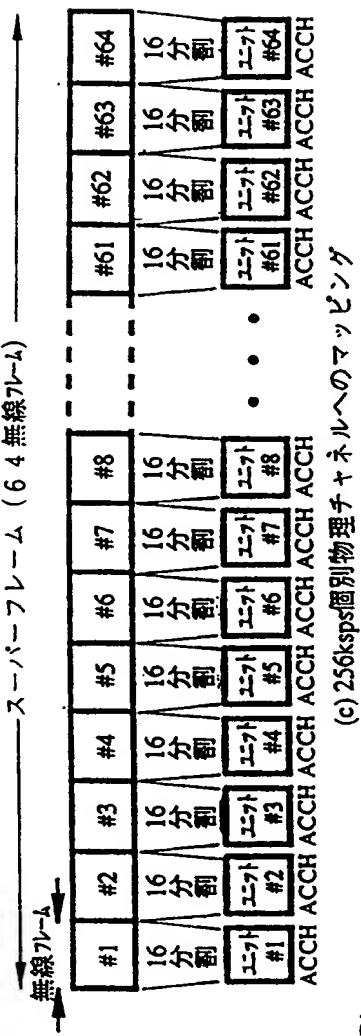 スーパーフレーム (64無線フレーム)
無線フレーム
#1 #2 #3 #4 #5 #6 #7 #8 #61 #62 #63 #64
16分割 16分割 16分割 16分割 16分割 16分割 16分割 16分割 16分割 16分割 16分割 16分割
ユニット#1 ユニット#2 ユニット#3 ユニット#4 ユニット#5 ユニット#6 ユニット#7 ユニット#8 ユニット#61 ユニット#62 ユニット#63 ユニット#64
ACCH ACCH ACCH ACCH ACCH ACCH ACCH ACCH ACCH ACCH ACCH ACCH
(c) 256ksps個別物理チャネルへのマッピング